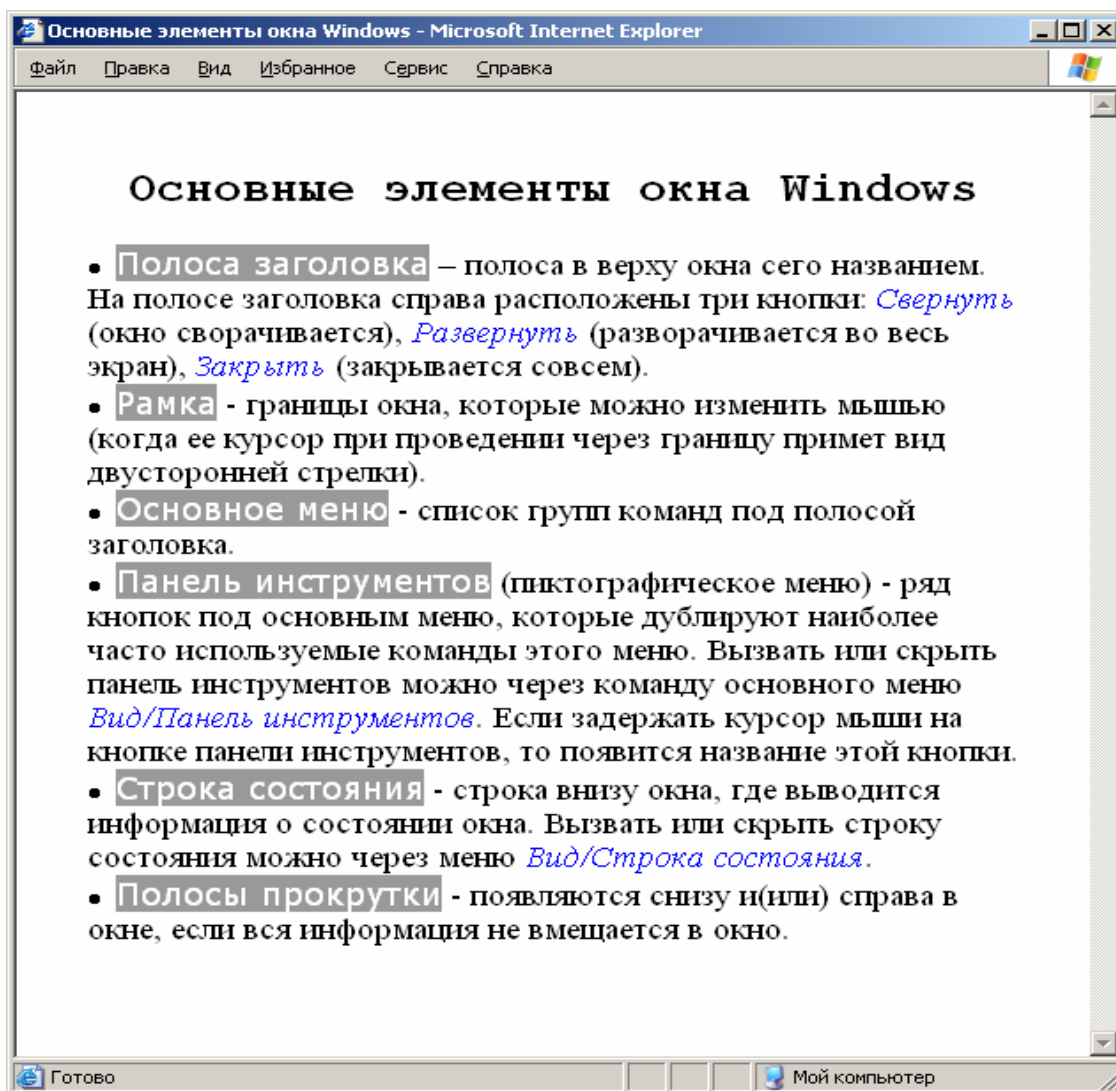 Основные элементы окна Windows - Microsoft Internet Explorer
Файл Правка Вид Избранное Сервис Справка
Основные элементы окна Windows
• Полоса заголовка – полоса в верху окна сего названием.
На полосе заголовка справа расположены три кнопки: Свернуть
(окно сворачивается), Развернуть (разворачивается во весь
экран), Закрыть (закрывается совсем).
• Рамка - границы окна, которые можно изменить мышью
(когда ее курсор при проведении через границу примет вид
двусторонней стрелки).
• Основное меню - список групп команд под полосой
заголовка.
• Панель инструментов (пиктографическое меню) - ряд
кнопок под основным меню, которые дублируют наиболее
часто используемые команды этого меню. Вызвать или скрыть
панель инструментов можно через команду основного меню
Вид/Панель инструментов. Если задержать курсор мыши на
кнопке панели инструментов, то появится название этой кнопки.
• Строка состояния - строка внизу окна, где выводится
информация о состоянии окна. Вызвать или скрыть строку
состояния можно через меню Вид/Строка состояния.
• Полосы прокрутки - появляются снизу и(или) справа в
окне, если вся информация не вмещается в окно.
Готово Мой компьютер